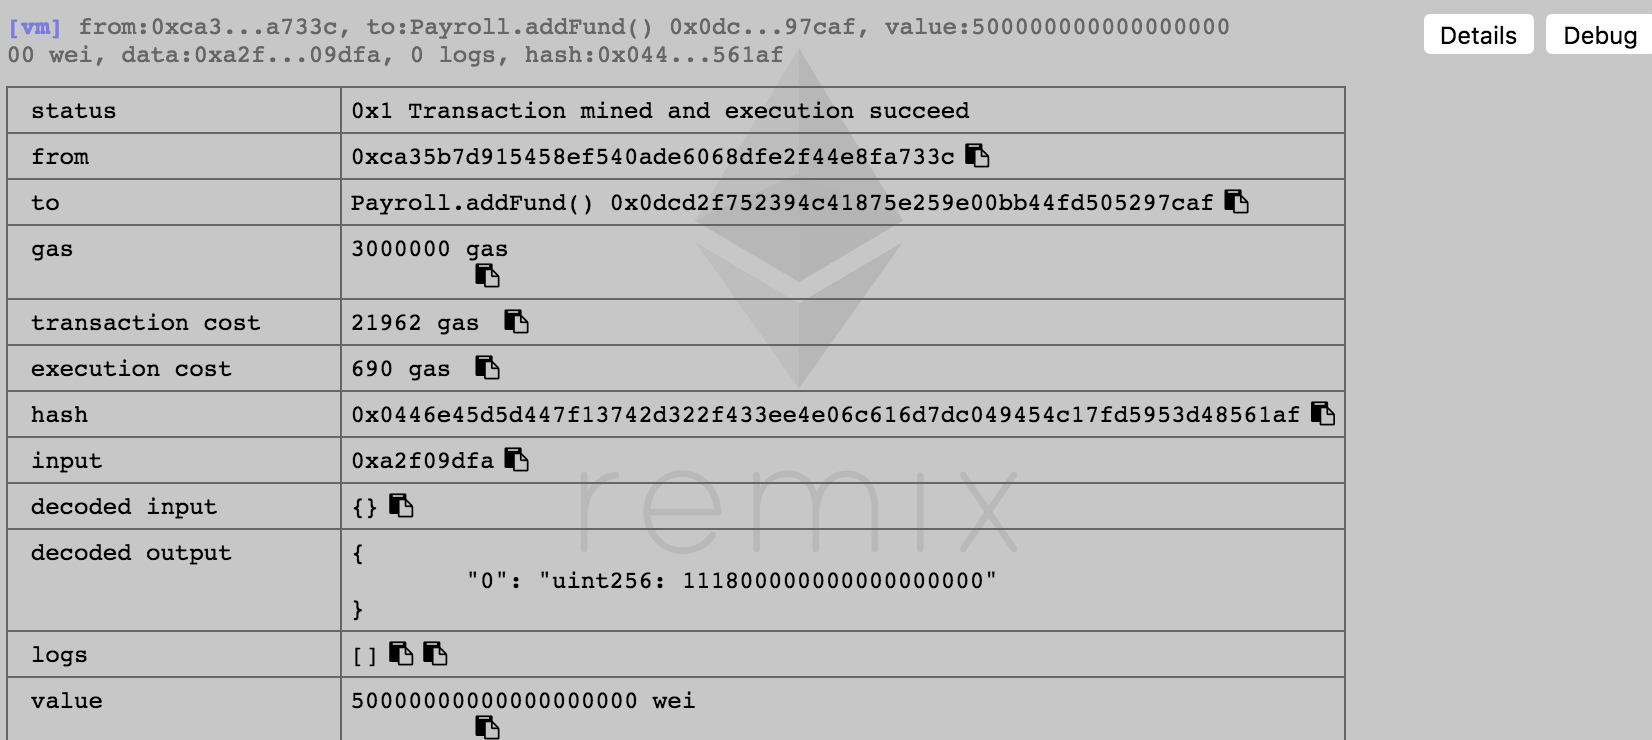 [vm] from:0xca3...a733c, to:Payroll.addFund() 0x0dc...97caf, value:500000000000000000
00 wei, data:0xa2f...09dfa, 0 logs, hash:0x044...561af
Details
Debug
status
0x1 Transaction mined and execution succeed
from
0xca35b7d915458ef540ade6068dfe2f44e8fa733c
to
Payroll.addFund() 0x0dcd2f752394c41875e259e00bb44fd505297caf
gas
3000000 gas
transaction cost
21962 gas
execution cost
690 gas
hash
0x0446e45d5d447f13742d322f433ee4e06c616d7dc049454c17fd5953d48561af
input
0xa2f09dfa
decoded input
{}
decoded output
{
"0": "uint256: 111800000000000000000"
}
logs
[]
value
50000000000000000000 wei
remix